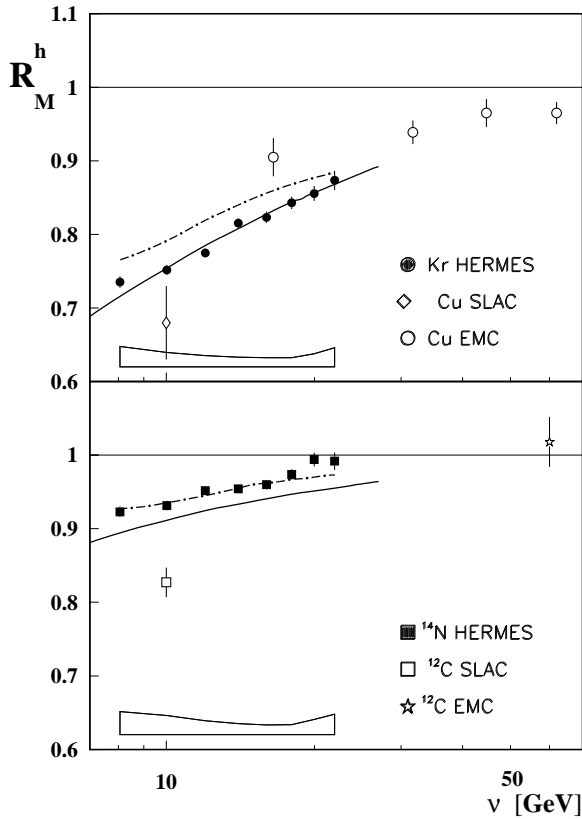 1.1
R_M^h
1
0.9
0.8
0.7
0.6
Kr HERMES
Cu SLAC
Cu EMC
1
0.9
0.8
0.7
0.6
¹⁴N HERMES
¹²C SLAC
¹²C EMC
10
50
ν [GeV]